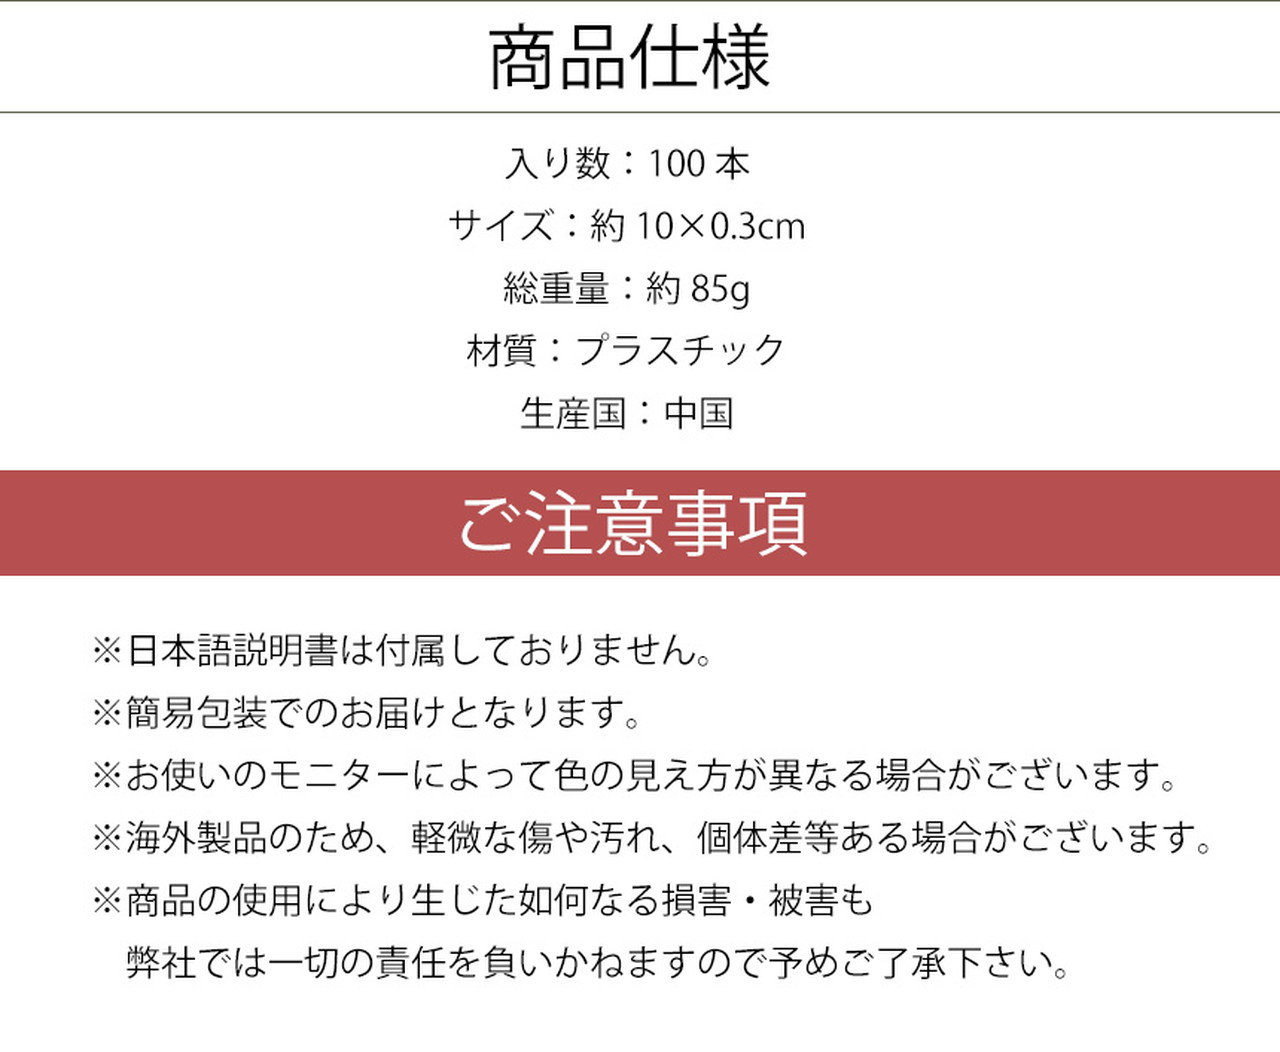 商品仕様
入り数：100 本
サイズ：約 10×0.3cm
総重量：約 85g
材質：プラスチック
生産国：中国
ご注意事項
※日本語説明書は付属しておりません。
※簡易包装でのお届けとなります。
※お使いのモニターによって色の見え方が異なる場合がございます。
※海外製品のため、軽微な傷や汚れ、個体差等ある場合がございます。
※商品の使用により生じた如何なる損害・被害も
弊社では一切の責任を負いかねますので予めご了承下さい。